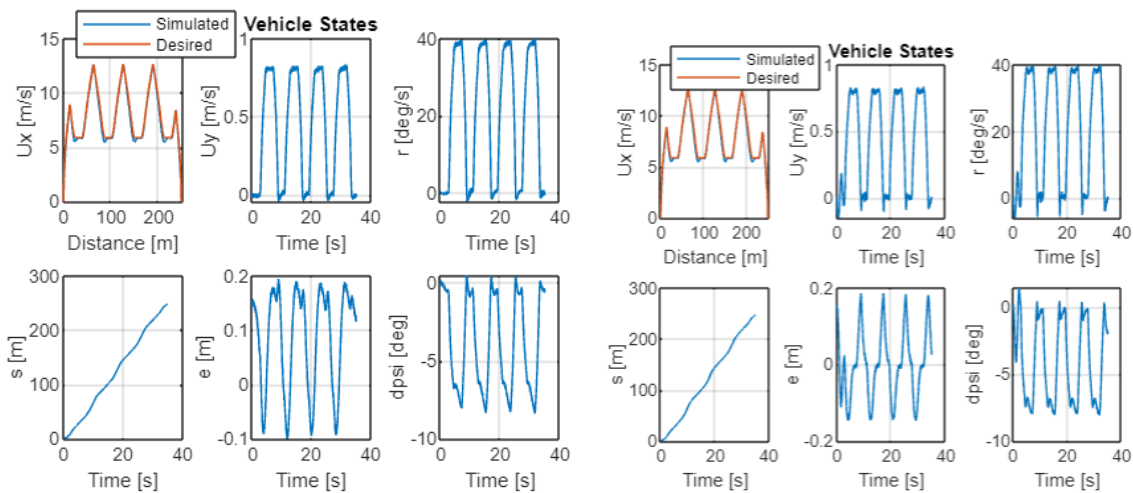 Vehicle States
Simulated
Desired
15
10
5
0
Ux [m/s]
0
100
200
Distance [m]
1
0.5
0
Uy [m/s]
0
20
40
Time [s]
40
20
0
r [deg/s]
0
20
40
Time [s]
300
200
100
0
s [m]
0
20
40
Time [s]
0.2
0.1
0
-0.1
e [m]
0
20
40
Time [s]
0
-5
-10
dpsi [deg]
0
20
40
Time [s]
Vehicle States
Simulated
Desired
15
10
5
0
Ux [m/s]
0
100
200
Distance [m]
1
0.5
0
Uy [m/s]
0
20
40
Time [s]
40
20
0
r [deg/s]
0
20
40
Time [s]
300
200
100
0
s [m]
0
20
40
Time [s]
0.2
0
-0.2
e [m]
0
20
40
Time [s]
0
-5
-10
dpsi [deg]
0
20
40
Time [s]